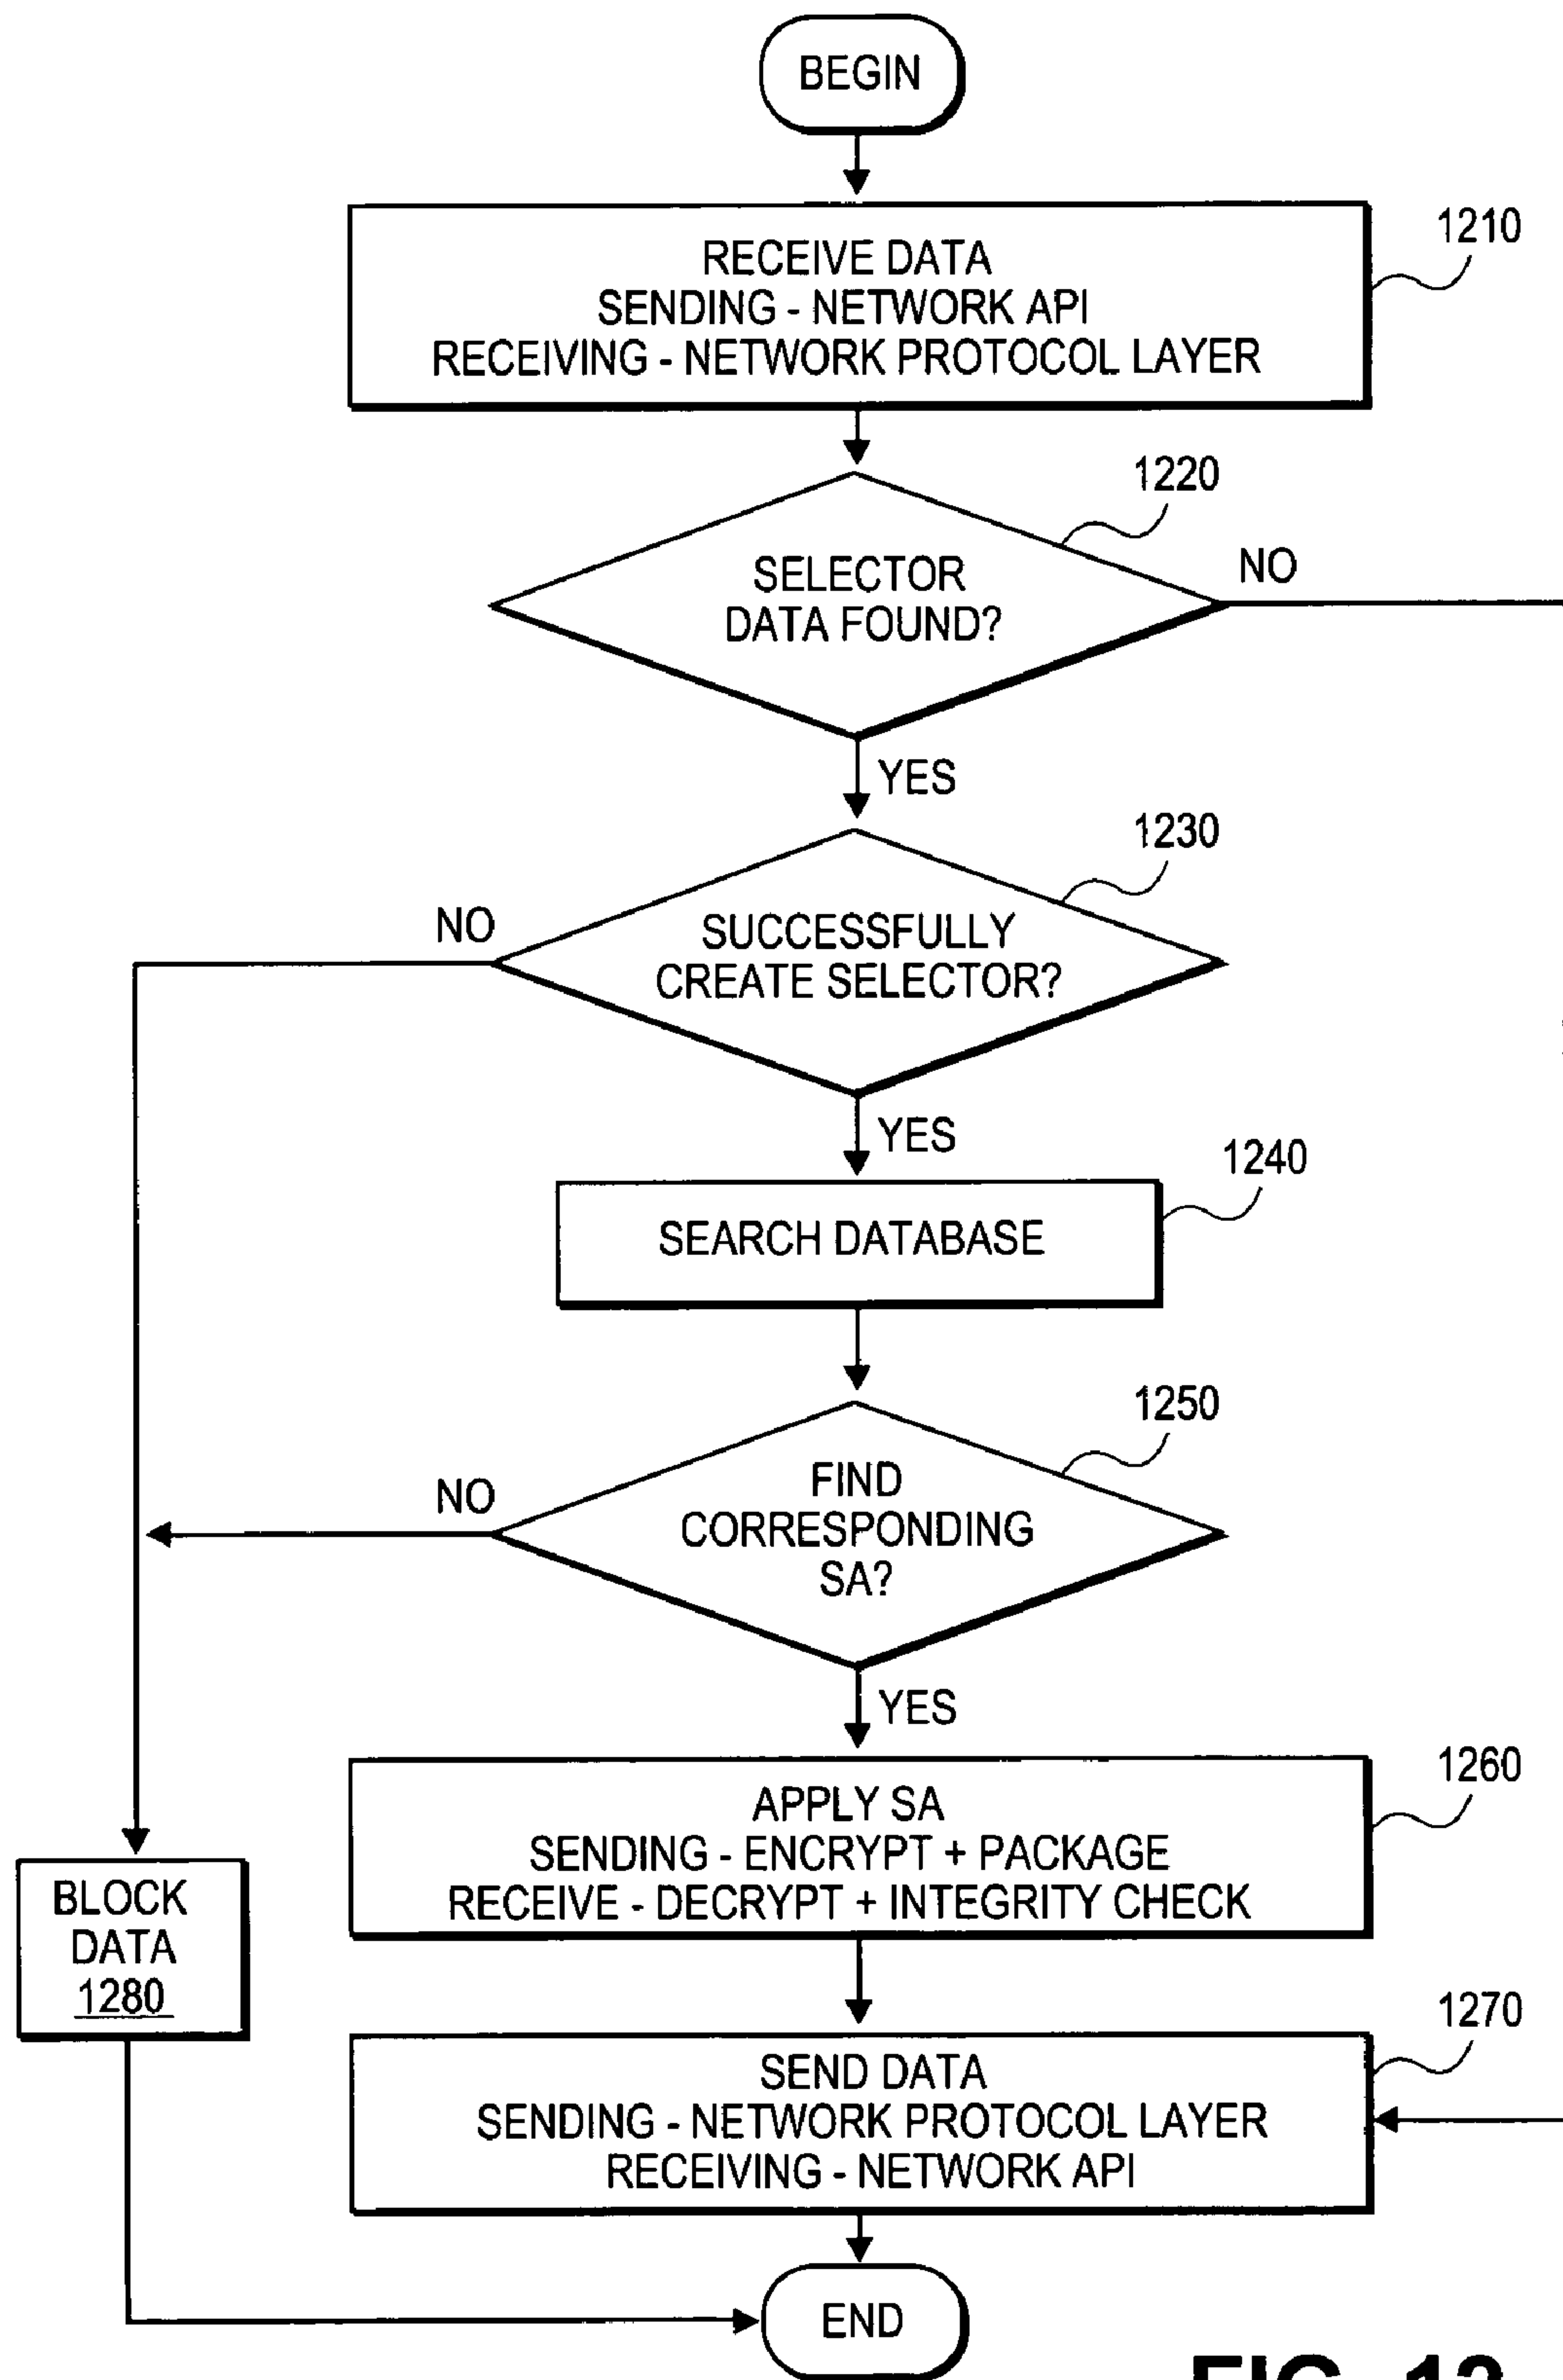 BEGIN
1210
RECEIVE DATA
SENDING - NETWORK API
RECEIVING - NETWORK PROTOCOL LAYER
1220
SELECTOR
DATA FOUND?
NO
YES
1230
SUCCESSFULLY
CREATE SELECTOR?
NO
YES
1240
SEARCH DATABASE
1250
FIND
CORRESPONDING
SA?
NO
YES
1260
APPLY SA
SENDING - ENCRYPT + PACKAGE
RECEIVE - DECRYPT + INTEGRITY CHECK
BLOCK
DATA
1280
1270
SEND DATA
SENDING - NETWORK PROTOCOL LAYER
RECEIVING - NETWORK API
END
FIG. 12